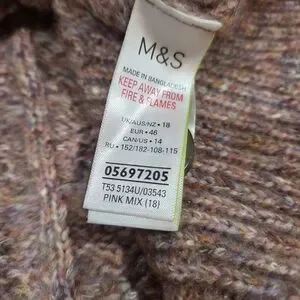 M&S
MADE IN BANGLADESH
KEEP AWAY FROM
FIRE & FLAMES
UK/AUS/NZ • 18
EUR • 46
CAN/US • 14
RU • 152/182-108-115
05697205
T53 5134U/03543
PINK MIX (18)